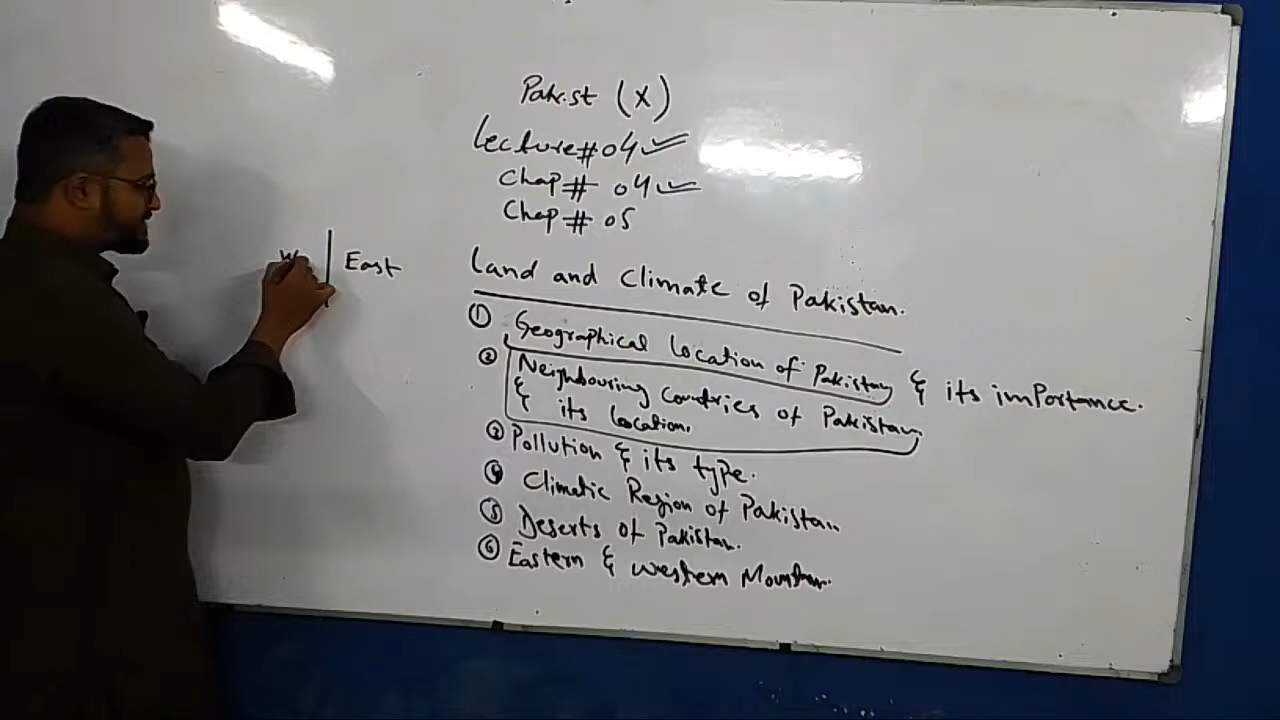 Pak.st (X)
Lecture # 04
Chap # 04
Chap # 05
W
East
Land and Climate of Pakistan.
① Geographical Location of Pakistan & its importance.
② Neighbouring Countries of Pakistan
& its Location.
③ Pollution & its type.
④ Climatic Region of Pakistan
⑤ Deserts of Pakistan.
⑥ Eastern & Western Mountain.